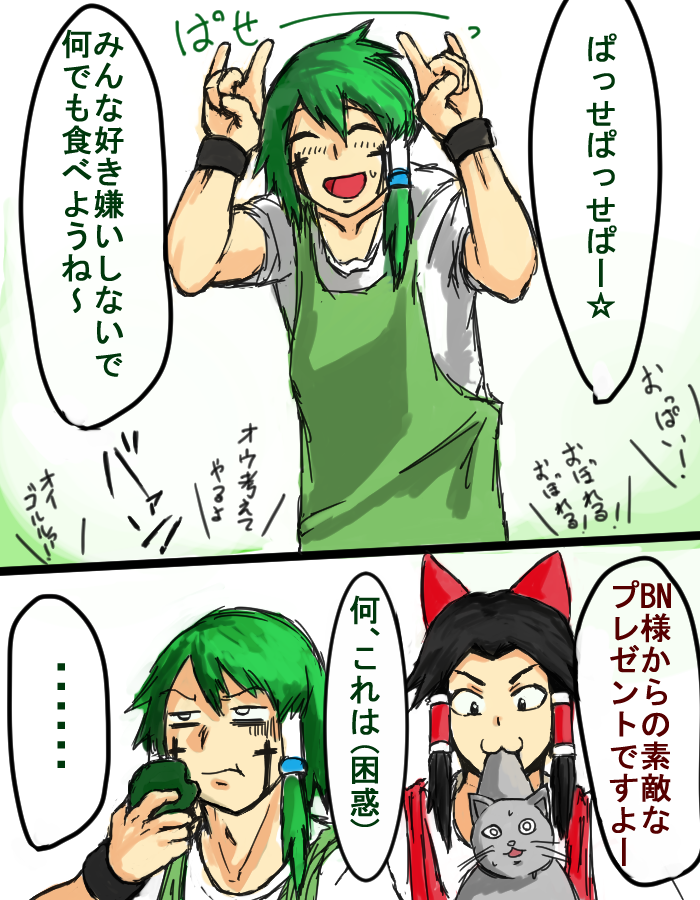 ぱっせぱっせぱー☆
ぱせ
っ
みんな好き嫌いしないで
何でも食べようね～
おっぱい!
おぼれる!
おぼれる!
オウ考えて
やるよ
バァン
オイ
ゴルルァ!
BN様からの素敵な
プレゼントですよー
何、これは(困惑)
・・・・・・